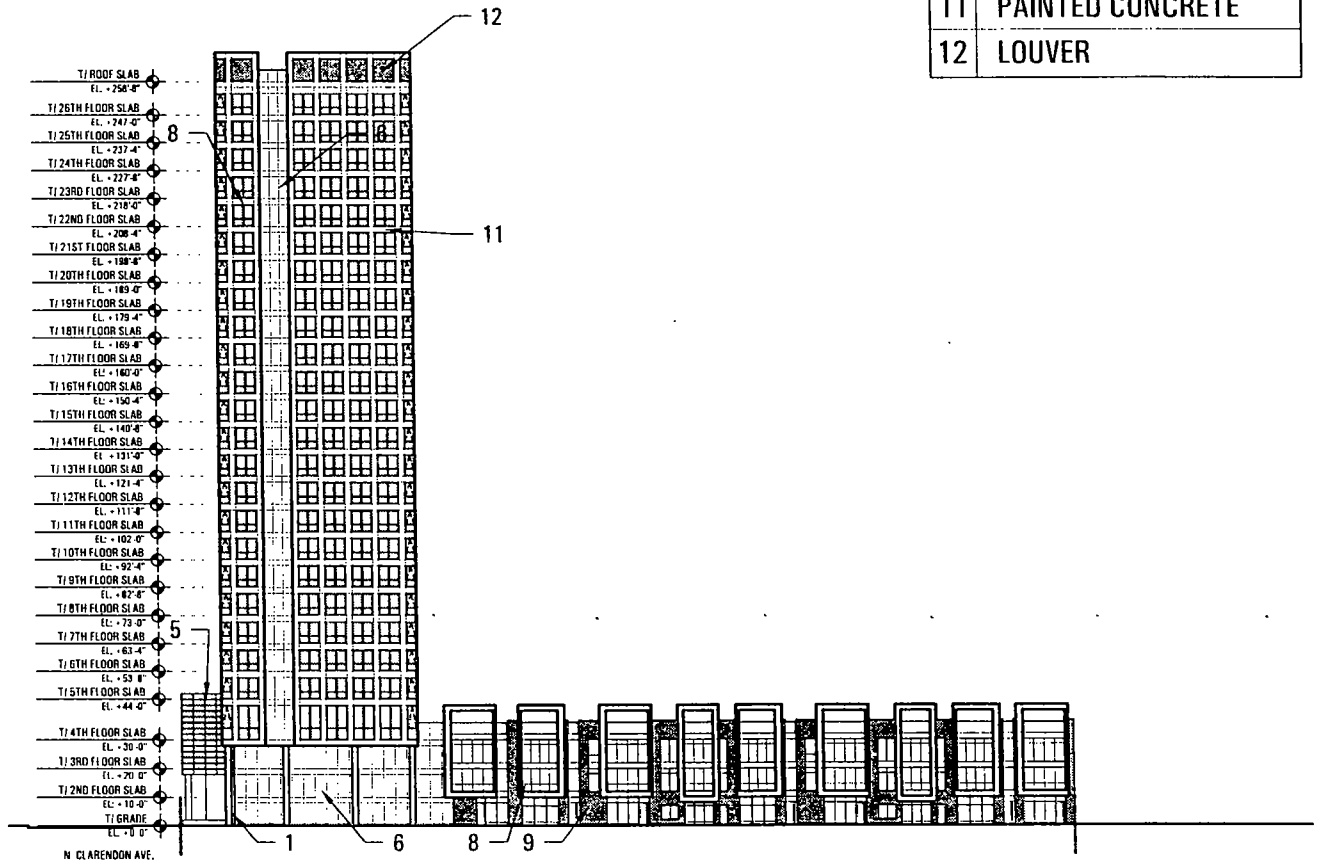 11 PAINTED CONCRETE
12 LOUVER
12
T/ ROOF SLAB
EL. +256'-8"
T/ 26TH FLOOR SLAB
EL. +247'-0"
T/ 25TH FLOOR SLAB
EL. +237'-4"
8
6
T/ 24TH FLOOR SLAB
EL. +227'-8"
T/ 23RD FLOOR SLAB
EL. +218'-0"
T/ 22ND FLOOR SLAB
EL. +208'-4"
11
T/ 21ST FLOOR SLAB
EL. +198'-8"
T/ 20TH FLOOR SLAB
EL. +189'-0"
T/ 19TH FLOOR SLAB
EL. +179'-4"
T/ 18TH FLOOR SLAB
EL. +169'-8"
T/ 17TH FLOOR SLAB
EL: +160'-0"
T/ 16TH FLOOR SLAB
EL: +150'-4"
T/ 15TH FLOOR SLAB
EL. +140'-8"
T/ 14TH FLOOR SLAB
EL. +131'-0"
T/ 13TH FLOOR SLAB
EL. +121'-4"
T/ 12TH FLOOR SLAB
EL. +111'-8"
T/ 11TH FLOOR SLAB
EL: +102'-0"
T/ 10TH FLOOR SLAB
EL: +92'-4"
T/ 9TH FLOOR SLAB
EL. +82'-8"
T/ 8TH FLOOR SLAB
EL: +73'-0"
5
T/ 7TH FLOOR SLAB
EL. +63'-4"
T/ 6TH FLOOR SLAB
EL. +53'-8"
T/ 5TH FLOOR SLAB
EL. +44'-0"
T/ 4TH FLOOR SLAB
EL. +30'-0"
T/ 3RD FLOOR SLAB
EL. +20'-0"
T/ 2ND FLOOR SLAB
EL: +10'-0"
T/ GRADE
EL. +0'-0"
1 6 8 9
N. CLARENDON AVE.